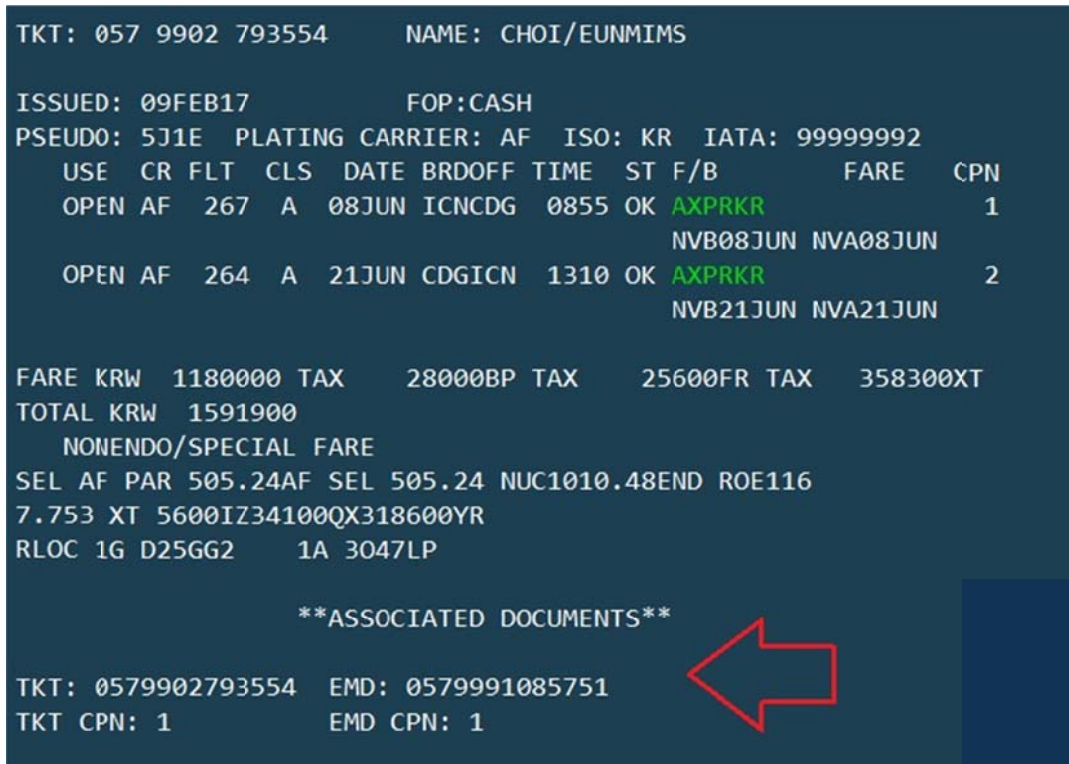 TKT: 057 9902 793554 NAME: CHOI/EUNMIMS
ISSUED: 09FEB17 FOP:CASH
PSEUDO: 5J1E PLATING CARRIER: AF ISO: KR IATA: 99999992
USE CR FLT CLS DATE BRDOFF TIME ST F/B FARE CPN
OPEN AF 267 A 08JUN ICNCDG 0855 OK AXPRKR 1
NVB08JUN NVA08JUN
OPEN AF 264 A 21JUN CDGICN 1310 OK AXPRKR 2
NVB21JUN NVA21JUN
FARE KRW 1180000 TAX 28000BP TAX 25600FR TAX 358300XT
TOTAL KRW 1591900
NONENDO/SPECIAL FARE
SEL AF PAR 505.24AF SEL 505.24 NUC1010.48END ROE116
7.753 XT 5600IZ34100QX318600YR
RLOC 1G D25GG2 1A 3O47LP
**ASSOCIATED DOCUMENTS**
TKT: 0579902793554 EMD: 0579991085751
TKT CPN: 1 EMD CPN: 1